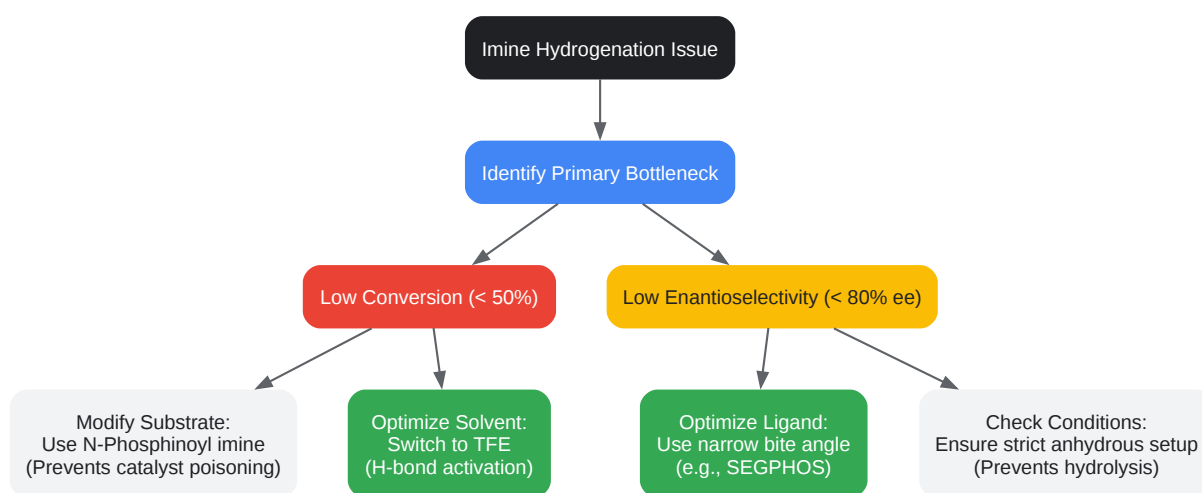 Imine Hydrogenation Issue
Identify Primary Bottleneck
Low Conversion (< 50%)
Low Enantioselectivity (< 80% ee)
Modify Substrate:
Use N-Phosphinoyl imine
(Prevents catalyst poisoning)
Optimize Solvent:
Switch to TFE
(H-bond activation)
Optimize Ligand:
Use narrow bite angle
(e.g., SEGPHOS)
Check Conditions:
Ensure strict anhydrous setup
(Prevents hydrolysis)